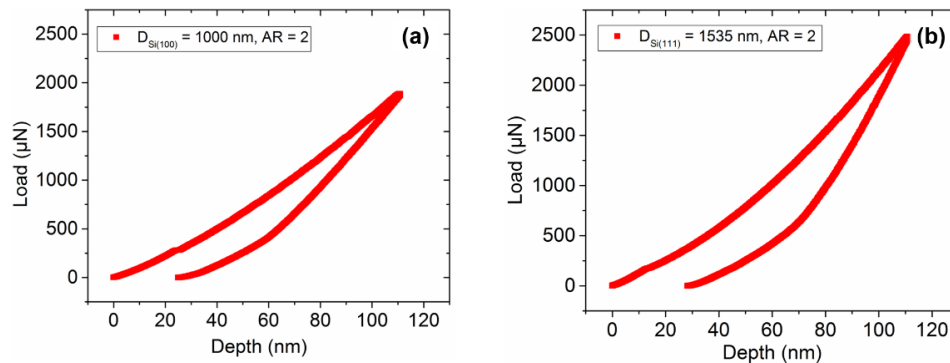 D_Si(100) = 1000 nm, AR = 2
(a)
2500
2000
1500
1000
500
0
Load (µN)
0 20 40 60 80 100 120
Depth (nm)
D_Si(111) = 1535 nm, AR = 2
(b)
2500
2000
1500
1000
500
0
Load (µN)
0 20 40 60 80 100 120
Depth (nm)